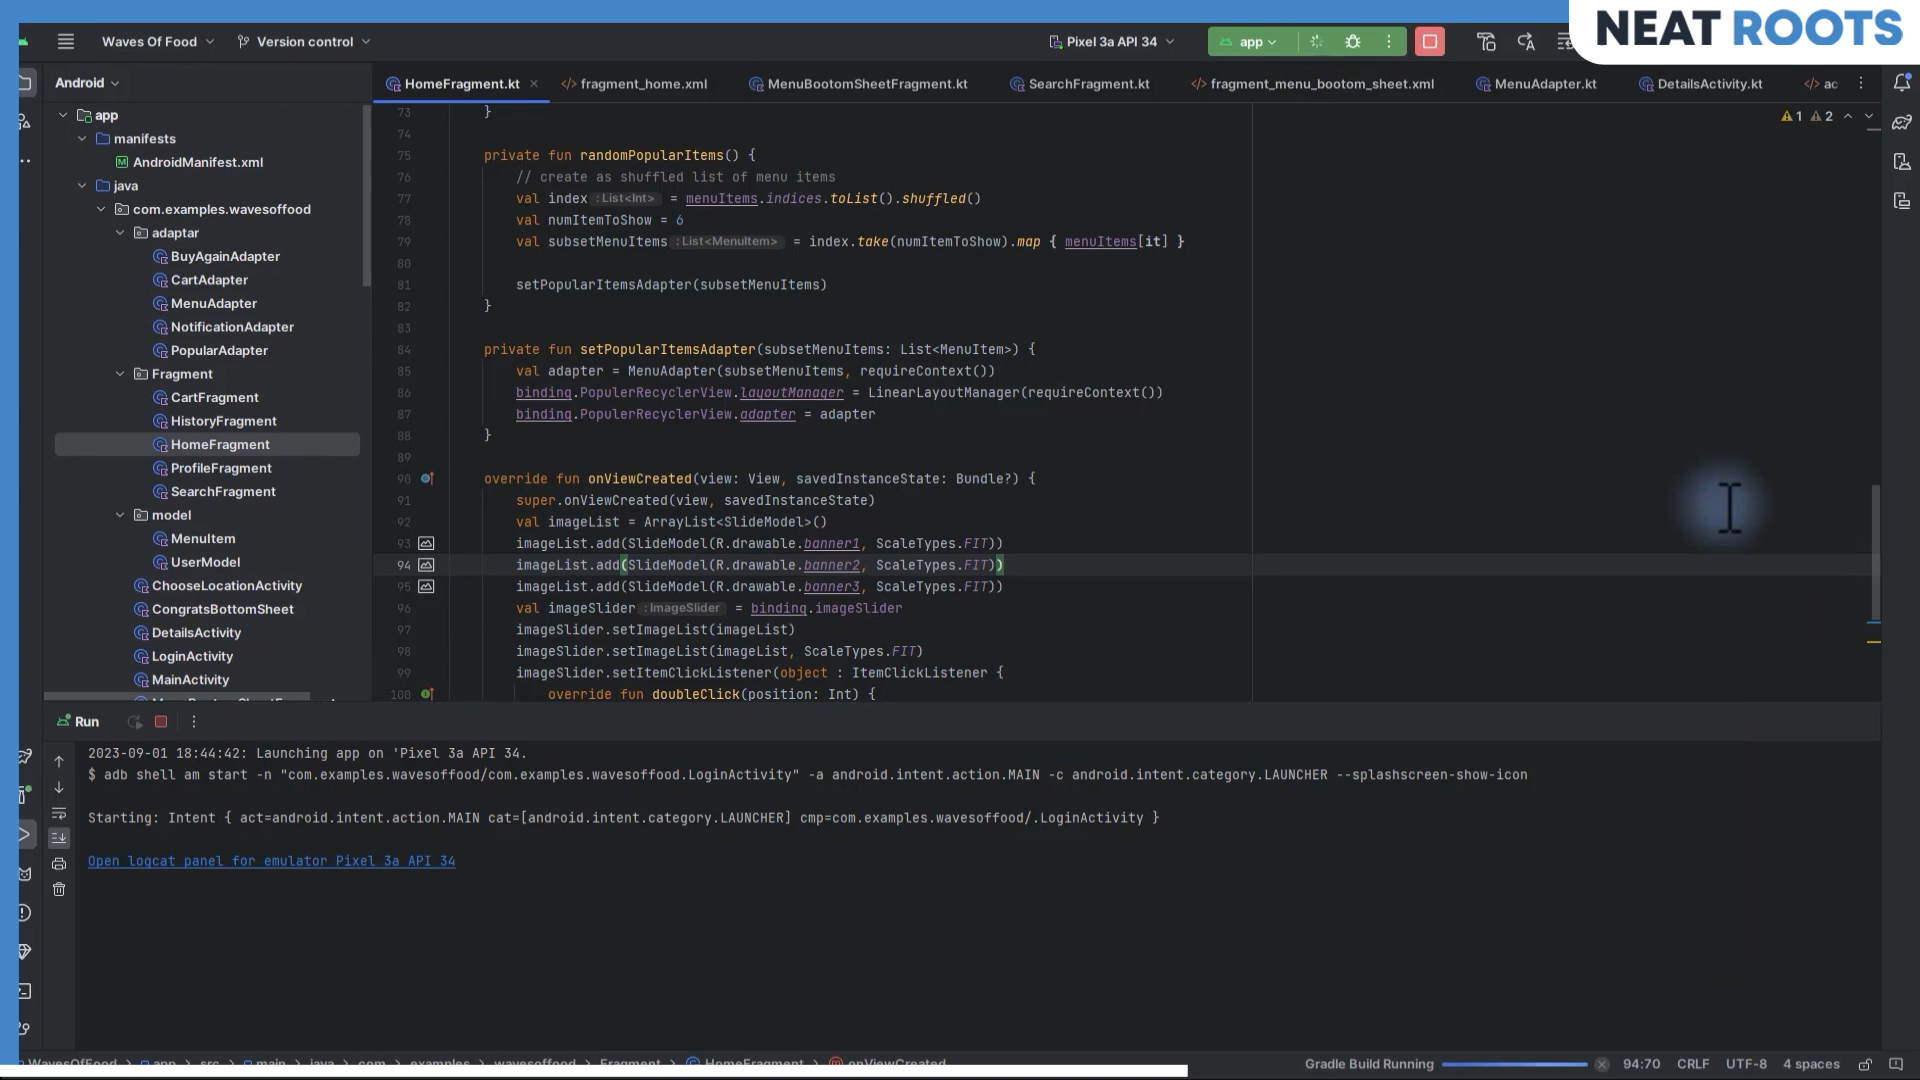 NEAT ROOTS
Waves Of Food
Version control
Pixel 3a API 34
app
Android
HomeFragment.kt
fragment_home.xml
MenuBootomSheetFragment.kt
SearchFragment.kt
fragment_menu_bootom_sheet.xml
MenuAdapter.kt
DetailsActivity.kt
ac
app
manifests
AndroidManifest.xml
java
com.examples.wavesoffood
adaptar
BuyAgainAdapter
CartAdapter
MenuAdapter
NotificationAdapter
PopularAdapter
Fragment
CartFragment
HistoryFragment
HomeFragment
ProfileFragment
SearchFragment
model
MenuItem
UserModel
ChooseLocationActivity
CongratsBottomSheet
DetailsActivity
LoginActivity
MainActivity
1 2
73 }
74
75 private fun randomPopularItems() {
76 // create as shuffled list of menu items
77 val index : List<Int> = menuItems.indices.toList().shuffled()
78 val numItemToShow = 6
79 val subsetMenuItems : List<MenuItem> = index.take(numItemToShow).map { menuItems[it] }
80
81 setPopularItemsAdapter(subsetMenuItems)
82 }
83
84 private fun setPopularItemsAdapter(subsetMenuItems: List<MenuItem>) {
85 val adapter = MenuAdapter(subsetMenuItems, requireContext())
86 binding.PopulerRecyclerView.layoutManager = LinearLayoutManager(requireContext())
87 binding.PopulerRecyclerView.adapter = adapter
88 }
89
90 override fun onViewCreated(view: View, savedInstanceState: Bundle?) {
91 super.onViewCreated(view, savedInstanceState)
92 val imageList = ArrayList<SlideModel>()
93 imageList.add(SlideModel(R.drawable.banner1, ScaleTypes.FIT))
94 imageList.add(SlideModel(R.drawable.banner2, ScaleTypes.FIT))
95 imageList.add(SlideModel(R.drawable.banner3, ScaleTypes.FIT))
96 val imageSlider : ImageSlider = binding.imageSlider
97 imageSlider.setImageList(imageList)
98 imageSlider.setImageList(imageList, ScaleTypes.FIT)
99 imageSlider.setItemClickListener(object : ItemClickListener {
100 override fun doubleClick(position: Int) {
Run
2023-09-01 18:44:42: Launching app on 'Pixel 3a API 34.
$ adb shell am start -n "com.examples.wavesoffood/com.examples.wavesoffood.LoginActivity" -a android.intent.action.MAIN -c android.intent.category.LAUNCHER --splashscreen-show-icon
Starting: Intent { act=android.intent.action.MAIN cat=[android.intent.category.LAUNCHER] cmp=com.examples.wavesoffood/.LoginActivity }
Open logcat panel for emulator Pixel 3a API 34
WavesOfFood > app > src > main > java > com > examples > wavesoffood > Fragment > HomeFragment > onViewCreated
Gradle Build Running
94:70 CRLF UTF-8 4 spaces